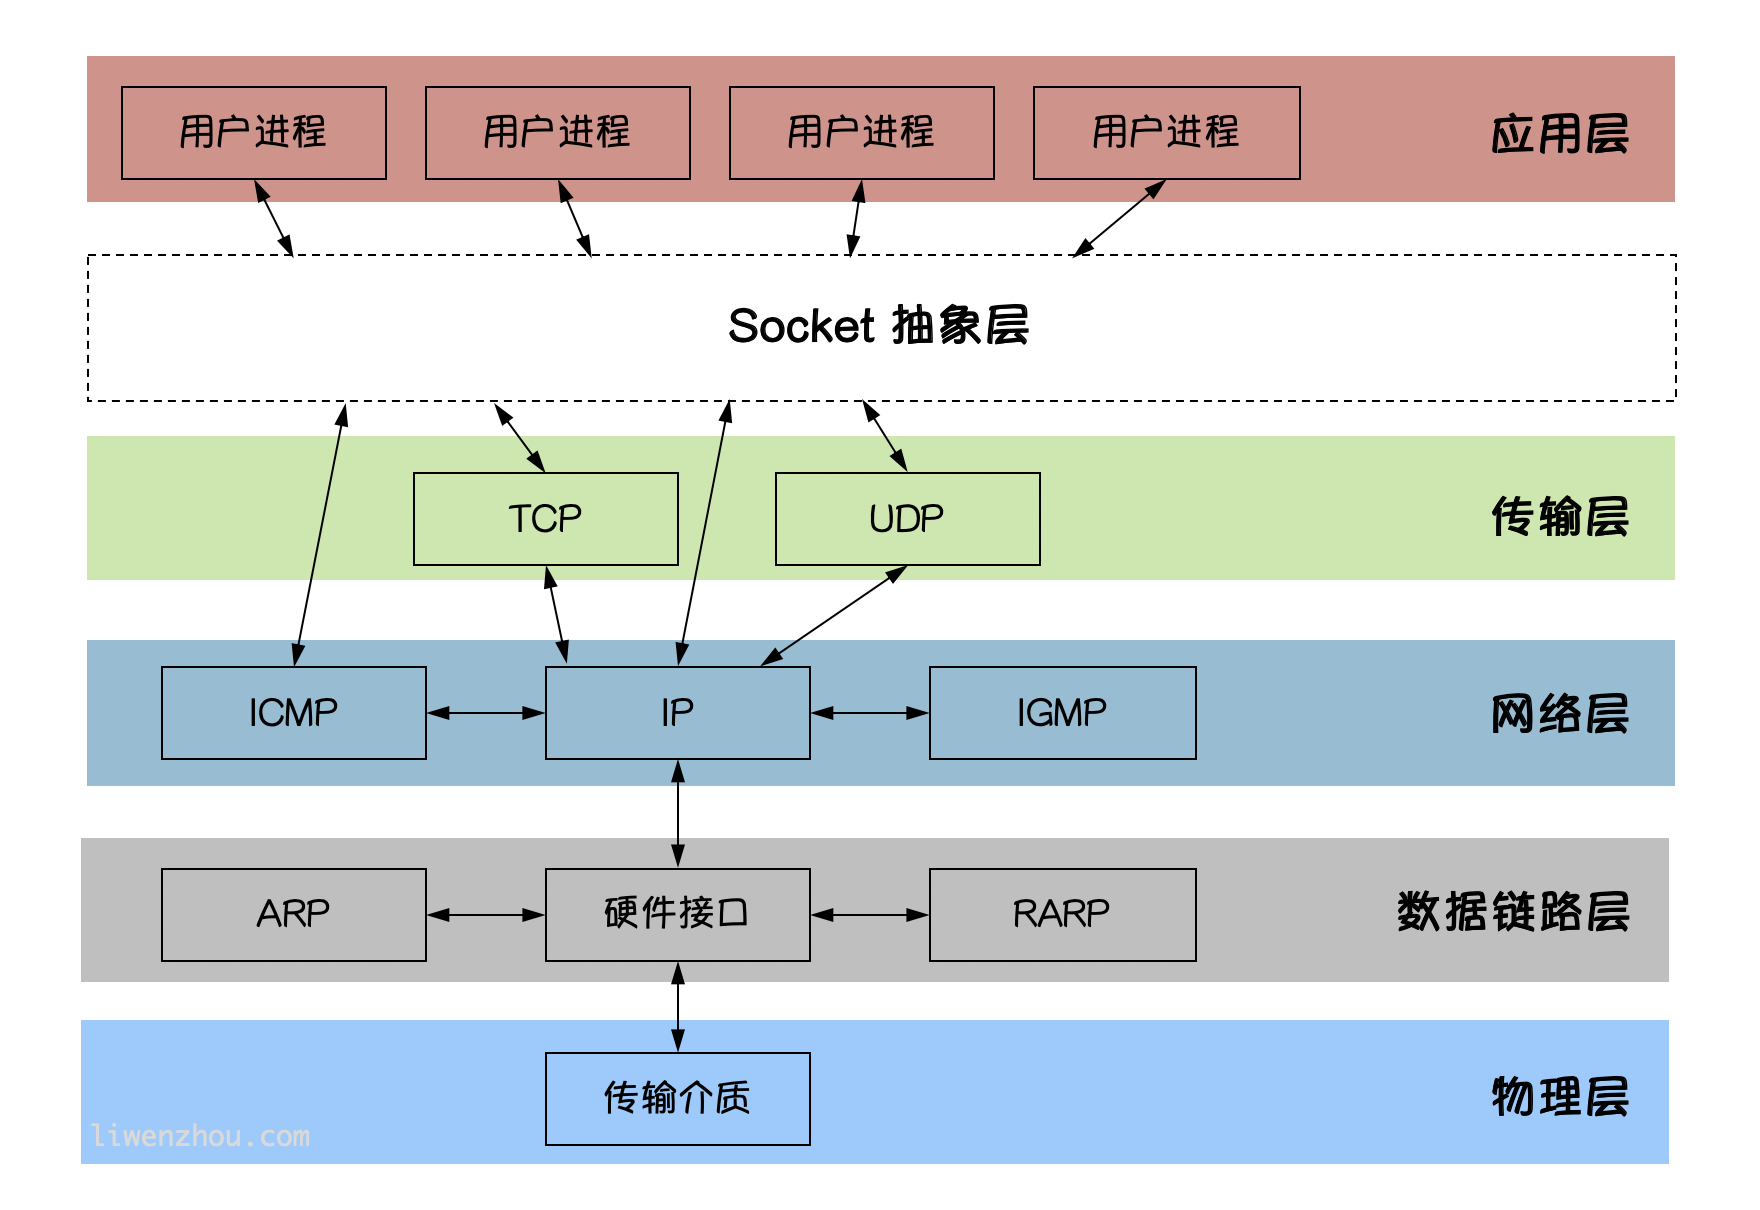 用户进程
用户进程
用户进程
用户进程
应用层
Socket 抽象层
TCP
UDP
传输层
ICMP
IP
IGMP
网络层
ARP
硬件接口
RARP
数据链路层
传输介质
物理层
liwenzhou.com